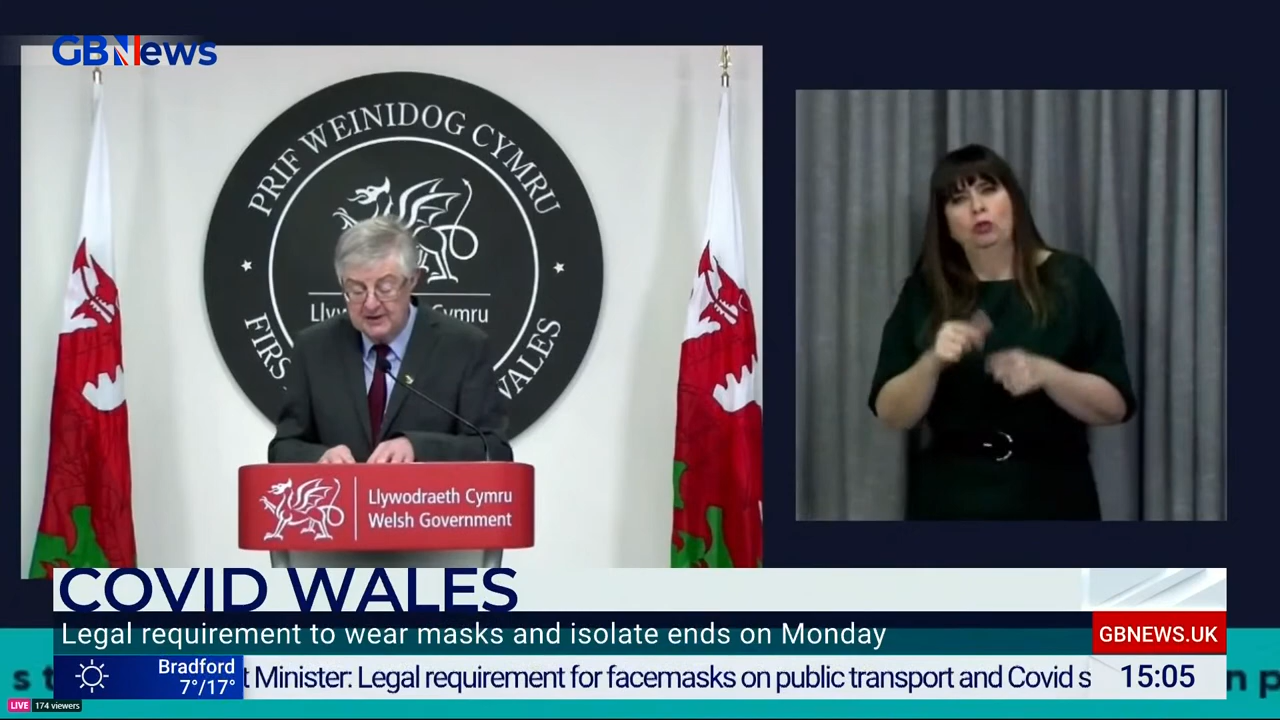 GBNews
PRIF WEINIDOG CYMRU
Cymru
WALES
Llywodraeth Cymru
Welsh Government
COVID WALES
Legal requirement to wear masks and isolate ends on Monday
GBNEWS.UK
Bradford
7°/17°
t Minister: Legal requirement for facemasks on public transport and Covid s
15:05
LIVE 174 viewers